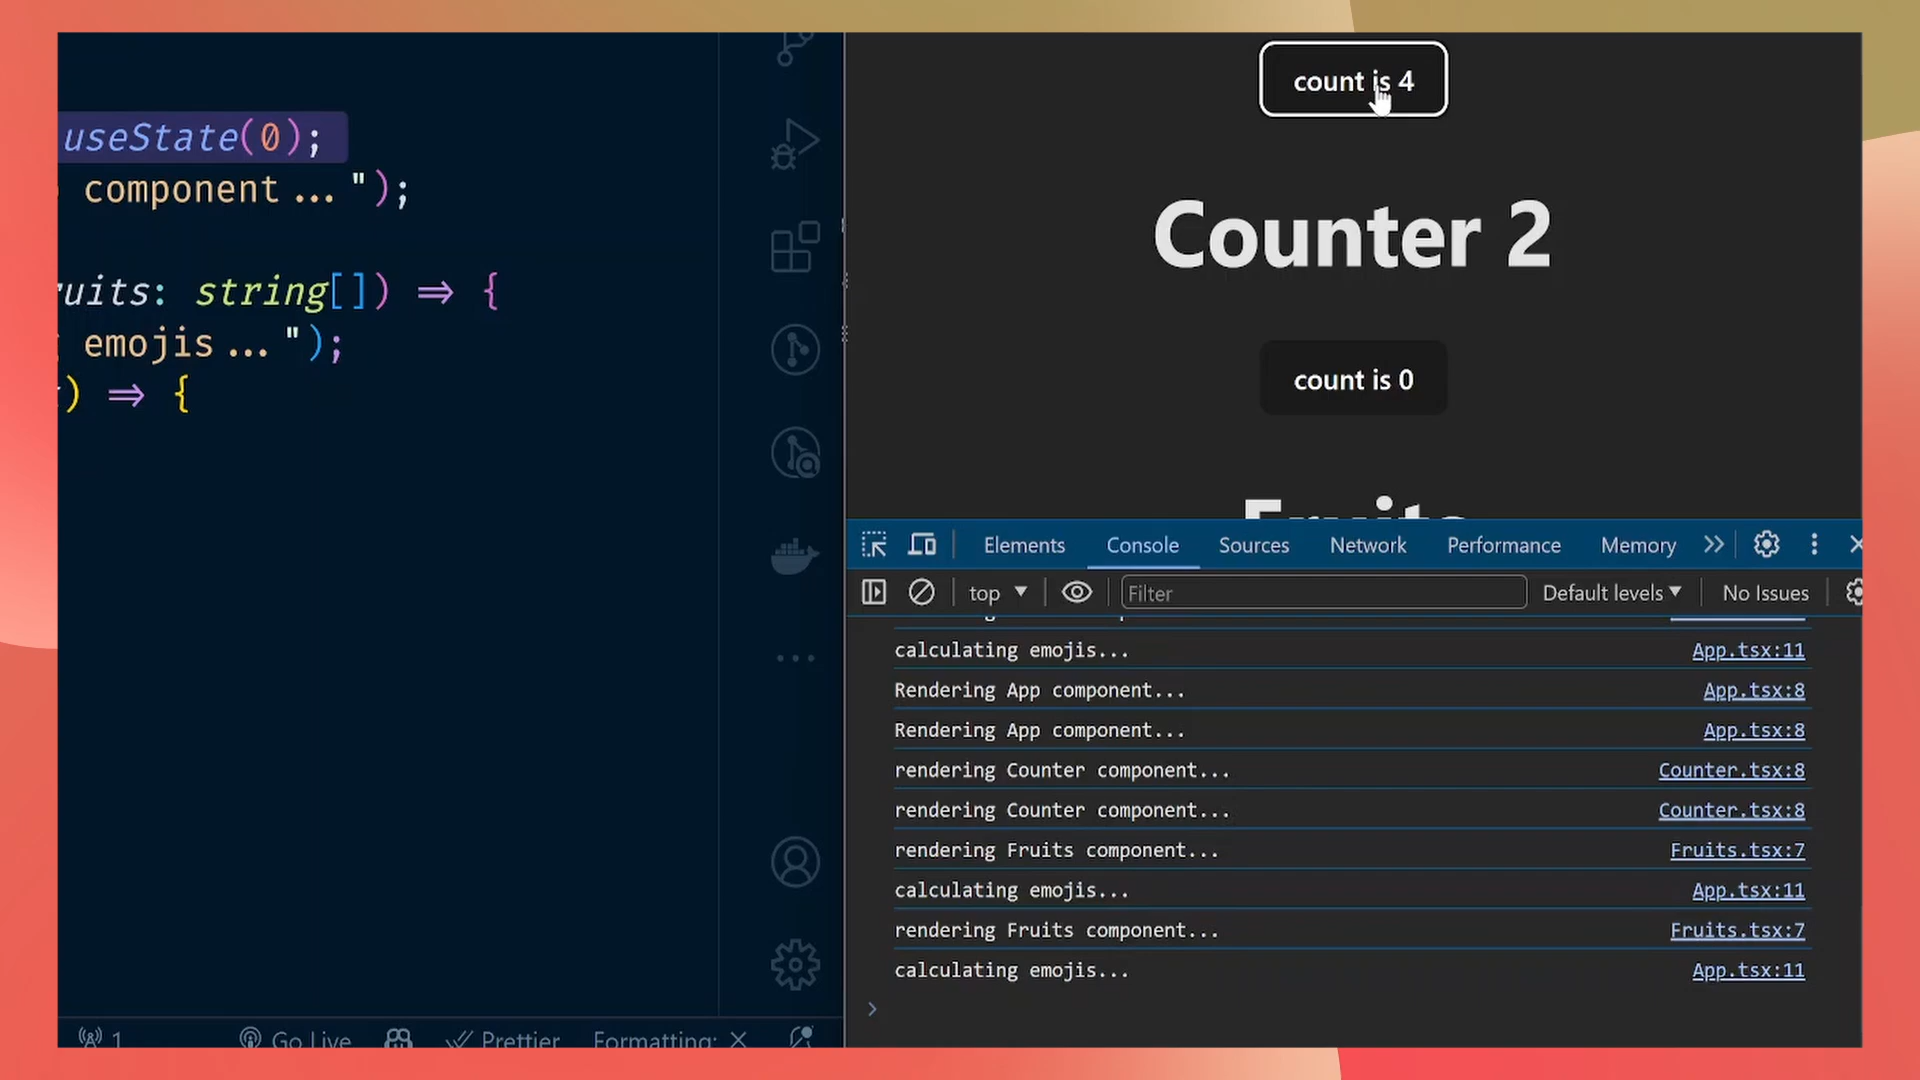 useState(0);
component...");
uits: string[]) => {
emojis...");
) => {
1
Go Live
Prettier
Formatting: ×
count is 4
Counter 2
count is 0
Fruits
Elements
Console
Sources
Network
Performance
Memory
top
Filter
Default levels
No Issues
calculating emojis... App.tsx:11
Rendering App component... App.tsx:8
Rendering App component... App.tsx:8
rendering Counter component... Counter.tsx:8
rendering Counter component... Counter.tsx:8
rendering Fruits component... Fruits.tsx:7
calculating emojis... App.tsx:11
rendering Fruits component... Fruits.tsx:7
calculating emojis... App.tsx:11